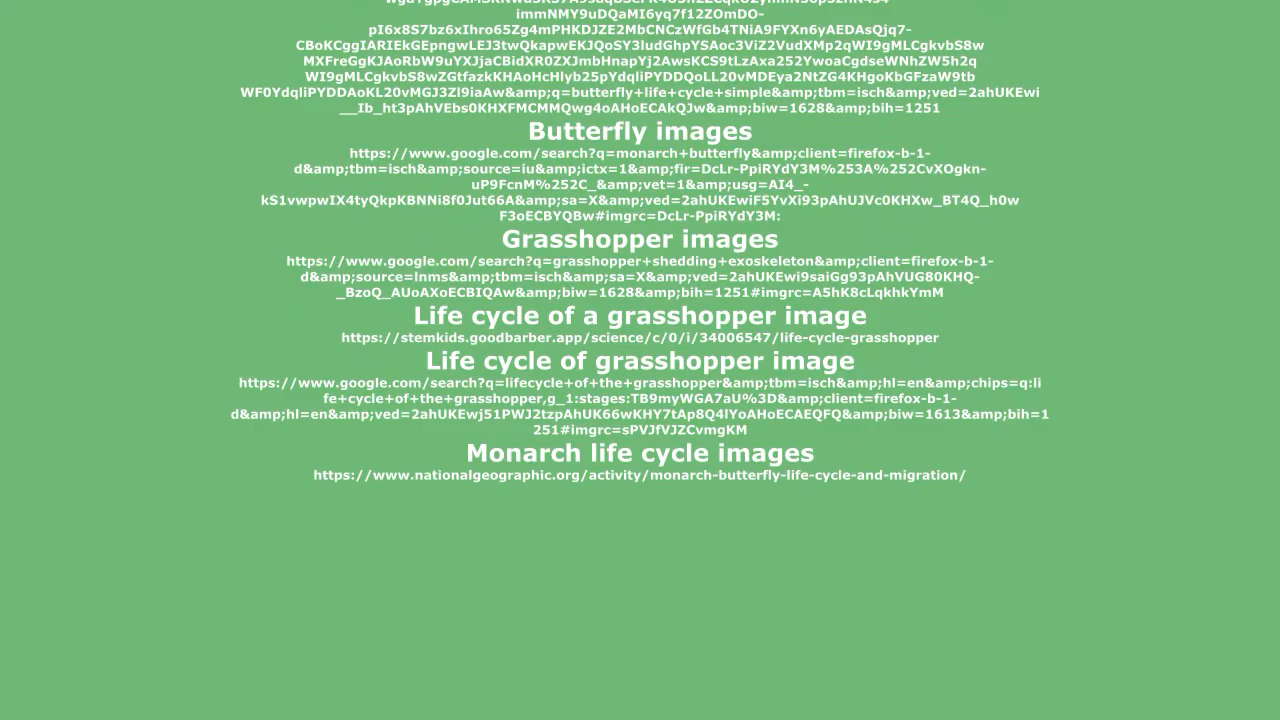 immNMY9uDQaMI6yq7f12ZOmDO-
pI6x8S7bz6xIhro65Zg4mPHKDJZE2MbCNCzWfGb4TNiA9FYXn6yAEDAsQjq7-
CBoKCggIARIEkGEpngwLEJ3twQkapwEKJQoSY3ludGhpYSAoc3ViZ2VudXMp2qWI9gMLCgkvbS8w
MXFreGgKJAoRbW9uYXJjaCBidXR0ZXJmbHnapYj2AwsKCS9tLzAxa252YwoaCgdseWNhZW5h2q
WI9gMLCgkvbS8wZGtfazkKHAoHcHlyb25pYdqliPYDDQoLL20vMDEya2NtZG4KHgoKbGFzaW9tb
WF0YdqliPYDDAoKL20vMGJ3Zl9iaAw&amp;q=butterfly+life+cycle+simple&amp;tbm=isch&amp;ved=2ahUKEwi
__Ib_ht3pAhVEbs0KHXFMCMMQwg4oAHoECAkQJw&amp;biw=1628&amp;bih=1251
Butterfly images
https://www.google.com/search?q=monarch+butterfly&amp;client=firefox-b-1-
d&amp;tbm=isch&amp;source=iu&amp;ictx=1&amp;fir=DcLr-PpiRYdY3M%253A%252CvXOgkn-
uP9FcnM%252C_&amp;vet=1&amp;usg=AI4_-
kS1vwpwIX4tyQkpKBNNi8f0Jut66A&amp;sa=X&amp;ved=2ahUKEwiF5YvXi93pAhUJVc0KHXw_BT4Q_h0w
F3oECBYQBw#imgrc=DcLr-PpiRYdY3M:
Grasshopper images
https://www.google.com/search?q=grasshopper+shedding+exoskeleton&amp;client=firefox-b-1-
d&amp;source=lnms&amp;tbm=isch&amp;sa=X&amp;ved=2ahUKEwi9saiGg93pAhVUG80KHQ-
_BzoQ_AUoAXoECBIQAw&amp;biw=1628&amp;bih=1251#imgrc=A5hK8cLqkhkYmM
Life cycle of a grasshopper image
https://stemkids.goodbarber.app/science/c/0/i/34006547/life-cycle-grasshopper
Life cycle of grasshopper image
https://www.google.com/search?q=lifecycle+of+the+grasshopper&amp;tbm=isch&amp;hl=en&amp;chips=q:li
fe+cycle+of+the+grasshopper,g_1:stages:TB9myWGA7aU%3D&amp;client=firefox-b-1-
d&amp;hl=en&amp;ved=2ahUKEwj51PWJ2tzpAhUK66wKHY7tAp8Q4lYoAHoECAEQFQ&amp;biw=1613&amp;bih=1
251#imgrc=sPVJfVJZCvmgKM
Monarch life cycle images
https://www.nationalgeographic.org/activity/monarch-butterfly-life-cycle-and-migration/